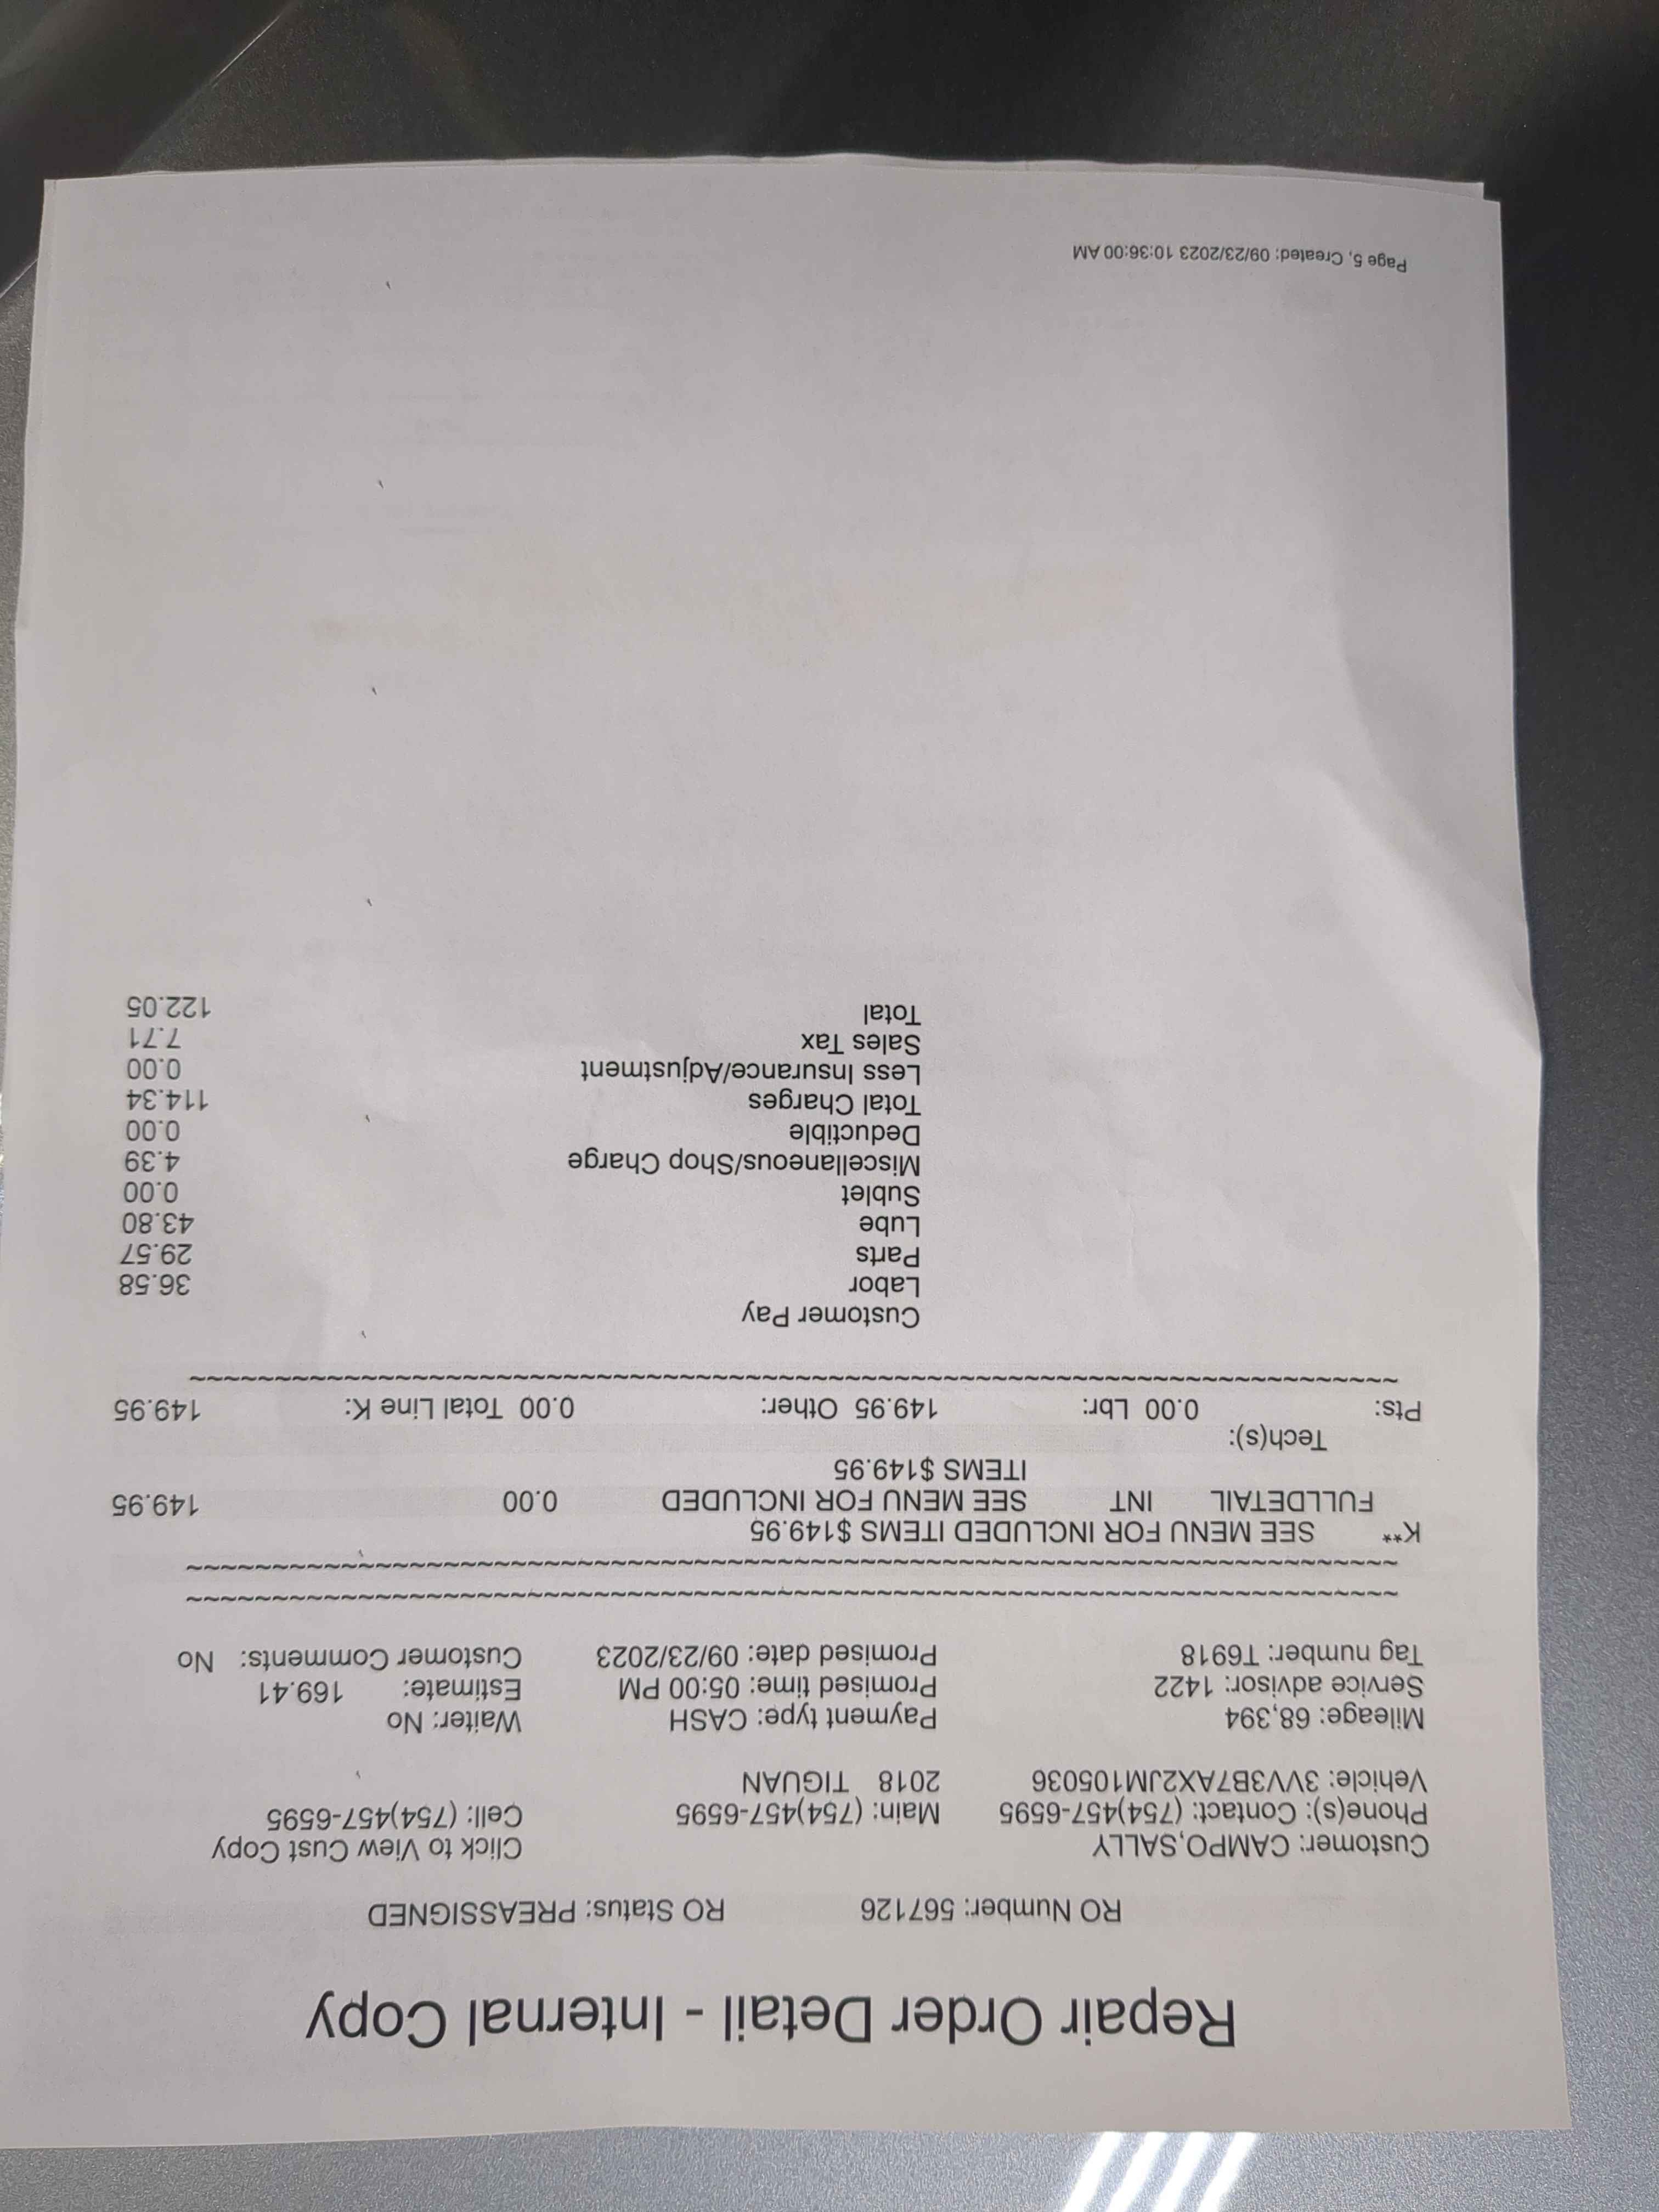 Repair Order Detail - Internal Copy
RO Number: 567126 RO Status: PREASSIGNED
Customer: CAMPO,SALLY Click to View Cust Copy
Phone(s): Contact: (754)457-6595 Main: (754)457-6595 Cell: (754)457-6595
Vehicle: 3VV3B7AX2JM105036 2018 TIGUAN
Mileage: 68,394 Payment type: CASH Waiter: No
Service advisor: 1422 Promised time: 05:00 PM Estimate: 169.41
Tag number: T6918 Promised date: 09/23/2023 Customer Comments: No
~~~~~~~~~~~~~~~~~~~~~~~~~~~~~~~~~~~~~~~~~~~~~~~~~~~~~~~~~~~~~~~~~~~~~~
~~~~~~~~~~~~~~~~~~~~~~~~~~~~~~~~~~~~~~~~~~~~~~~~~~~~~~~~~~~~~~~~~~~~~~
K** SEE MENU FOR INCLUDED ITEMS $149.95
FULLDETAIL INT SEE MENU FOR INCLUDED 0.00 149.95
ITEMS $149.95
Tech(s):
Pts: 0.00 Lbr: 149.95 Other: 0.00 Total Line K: 149.95
~~~~~~~~~~~~~~~~~~~~~~~~~~~~~~~~~~~~~~~~~~~~~~~~~~~~~~~~~~~~~~~~~~~~~~
Customer Pay
Labor 36.58
Parts 29.57
Lube 43.80
Sublet 0.00
Miscellaneous/Shop Charge 4.39
Deductible 0.00
Total Charges 114.34
Less Insurance/Adjustment 0.00
Sales Tax 7.71
Total 122.05
Page 5, Created: 09/23/2023 10:36:00 AM